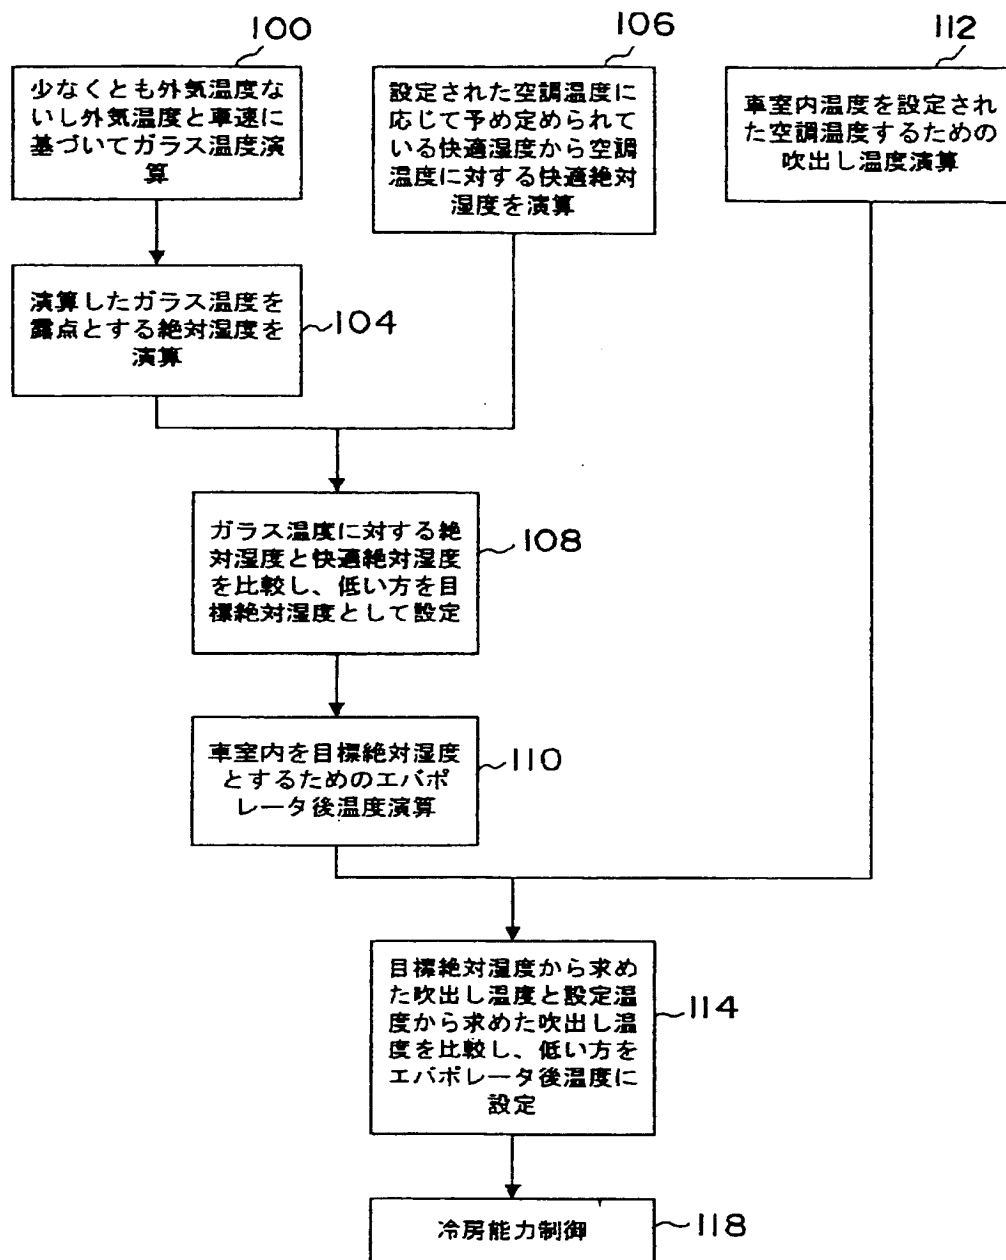 100
少なくとも外気温度な
いし外気温度と車速に
基づいてガラス温度演
算
106
設定された空調温度に
応じて予め定められて
いる快適湿度から空調
温度に対する快適絶対
湿度を演算
112
車室内温度を設定され
た空調温度するための
吹出し温度演算
演算したガラス温度を
露点とする絶対湿度を
演算
104
ガラス温度に対する絶
対湿度と快適絶対湿度
を比較し、低い方を目
標絶対湿度として設定
108
車室内を目標絶対湿度
とするためのエバポ
レータ後温度演算
110
目標絶対湿度から求め
た吹出し温度と設定温
度から求めた吹出し温
度を比較し、低い方を
エバポレータ後温度に
設定
114
冷房能力制御
118